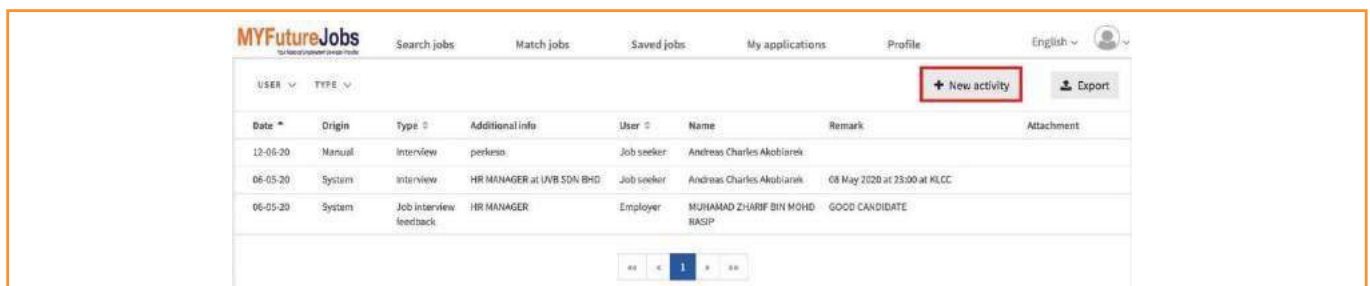 MYFutureJobs
Search jobs Match jobs Saved jobs My applications Profile English
USER TYPE + New activity Export
Date Origin Type Additional info User Name Remark Attachment
12-06-20 Manual Interview perkeso Job seeker Andreas Charles Akobiarek
06-05-20 System Interview HR MANAGER at UVB SDN BHD Job seeker Andreas Charles Akobiarek 08 May 2020 at 23:00 at KLCC
06-05-20 System Job interview HR MANAGER Employer MUHAMAD ZHARIF BIN MOHD GOOD CANDIDATE
feedback RASIP
«« « 1 » »»